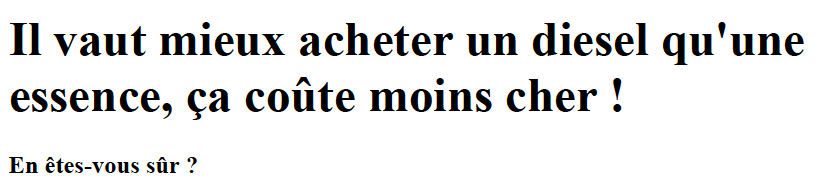 Il vaut mieux acheter un diesel qu'une
essence, ça coûte moins cher !
En êtes-vous sûr ?